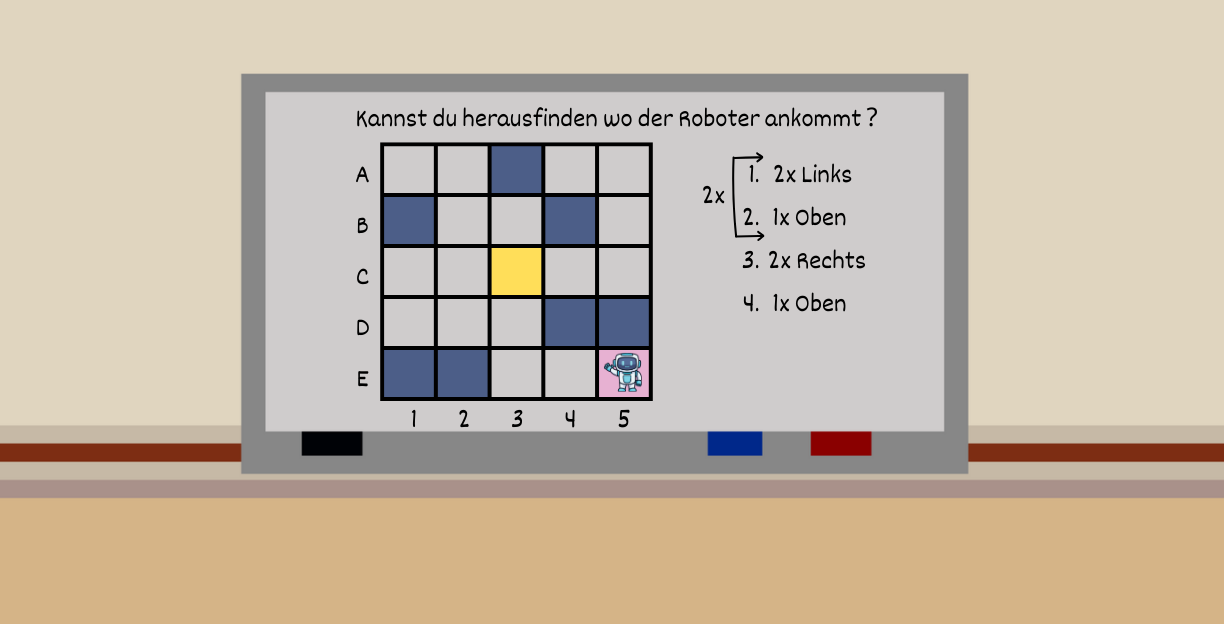 Kannst du herausfinden wo der Roboter ankommt ?
A
B
C
D
E
1 2 3 4 5
2x
1. 2x Links
2. 1x Oben
3. 2x Rechts
4. 1x Oben